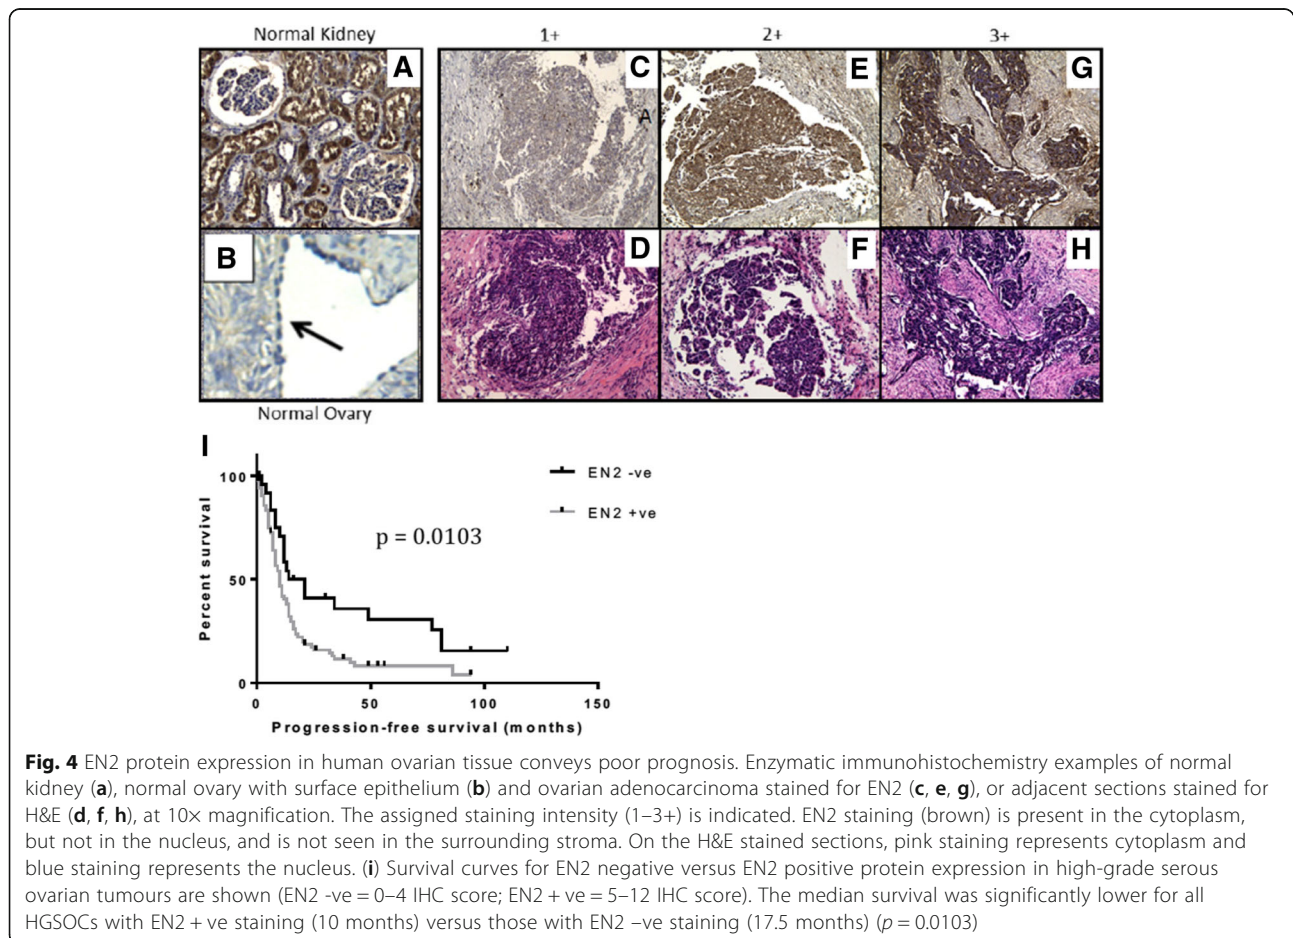 Normal Kidney 1+ 2+ 3+
A C E G
A
B D F H
Normal Ovary
I
100
50
0
0 50 100 150
Percent survival
Progression-free survival (months)
p = 0.0103
EN2 -ve
EN2 +ve
Fig. 4 EN2 protein expression in human ovarian tissue conveys poor prognosis. Enzymatic immunohistochemistry examples of normal
kidney (a), normal ovary with surface epithelium (b) and ovarian adenocarcinoma stained for EN2 (c, e, g), or adjacent sections stained for
H&E (d, f, h), at 10× magnification. The assigned staining intensity (1–3+) is indicated. EN2 staining (brown) is present in the cytoplasm,
but not in the nucleus, and is not seen in the surrounding stroma. On the H&E stained sections, pink staining represents cytoplasm and
blue staining represents the nucleus. (i) Survival curves for EN2 negative versus EN2 positive protein expression in high-grade serous
ovarian tumours are shown (EN2 -ve = 0–4 IHC score; EN2 + ve = 5–12 IHC score). The median survival was significantly lower for all
HGSOCs with EN2 + ve staining (10 months) versus those with EN2 –ve staining (17.5 months) (p = 0.0103)